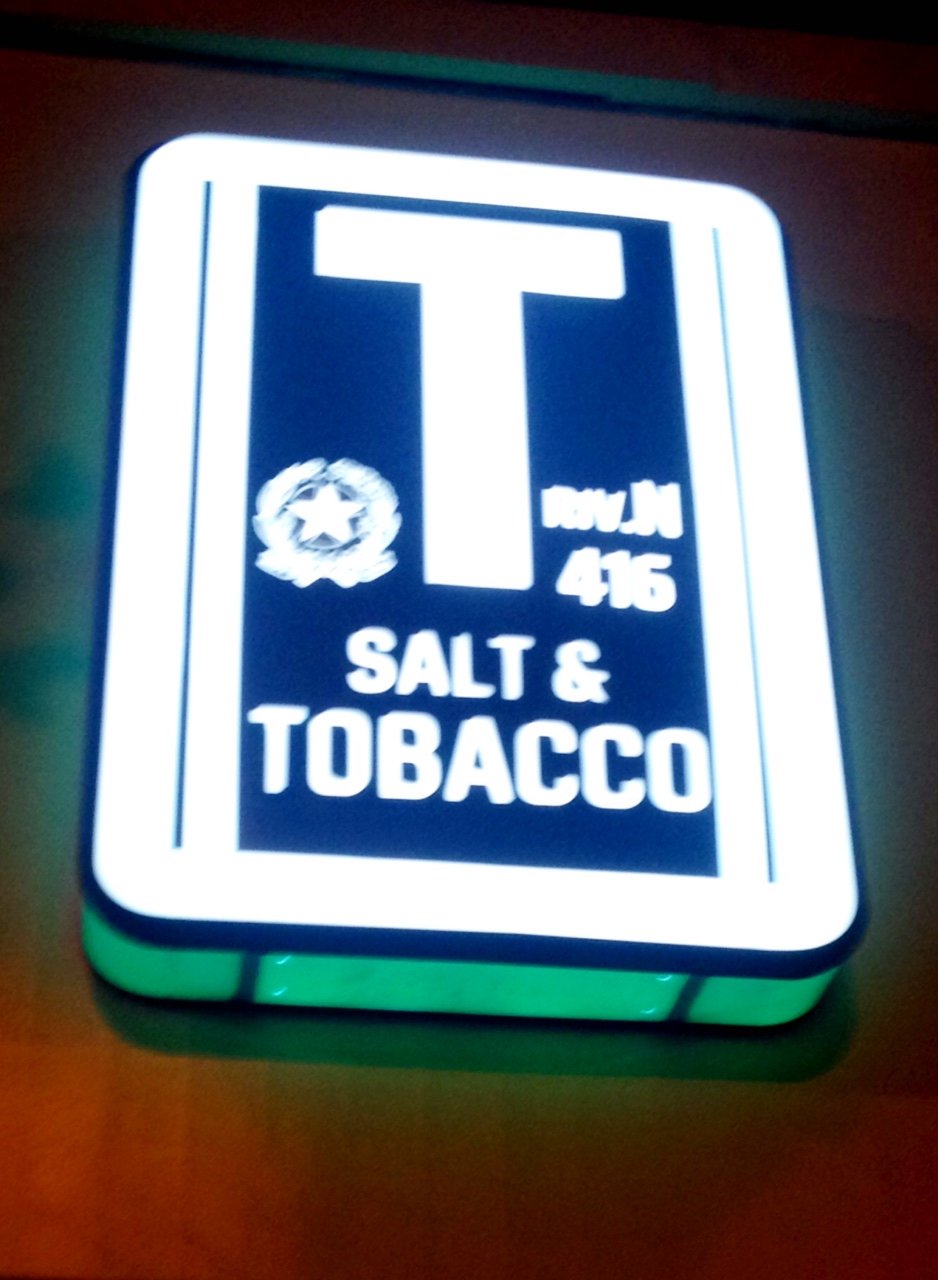 T
RIV.N
416
SALT &
TOBACCO